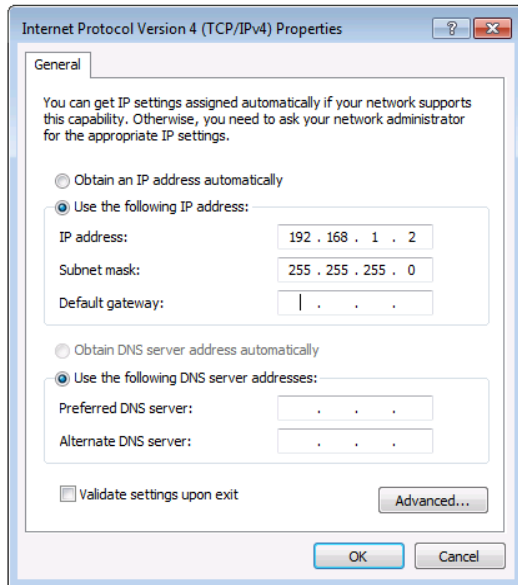 Internet Protocol Version 4 (TCP/IPv4) Properties
General
You can get IP settings assigned automatically if your network supports
this capability. Otherwise, you need to ask your network administrator
for the appropriate IP settings.
Obtain an IP address automatically
Use the following IP address:
IP address: 192 . 168 . 1 . 2
Subnet mask: 255 . 255 . 255 . 0
Default gateway: . . .
Obtain DNS server address automatically
Use the following DNS server addresses:
Preferred DNS server: . . .
Alternate DNS server: . . .
Validate settings upon exit
Advanced...
OK Cancel